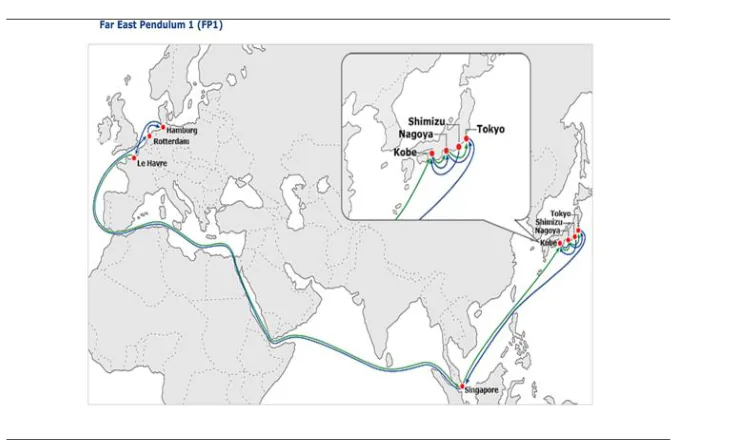 Far East Pendulum 1 (FP1)
Shimizu
Nagoya
Tokyo
Kobe
Hamburg
Rotterdam
Le Havre
Tokyo
Shimizu
Nagoya
Kobe
Singapore